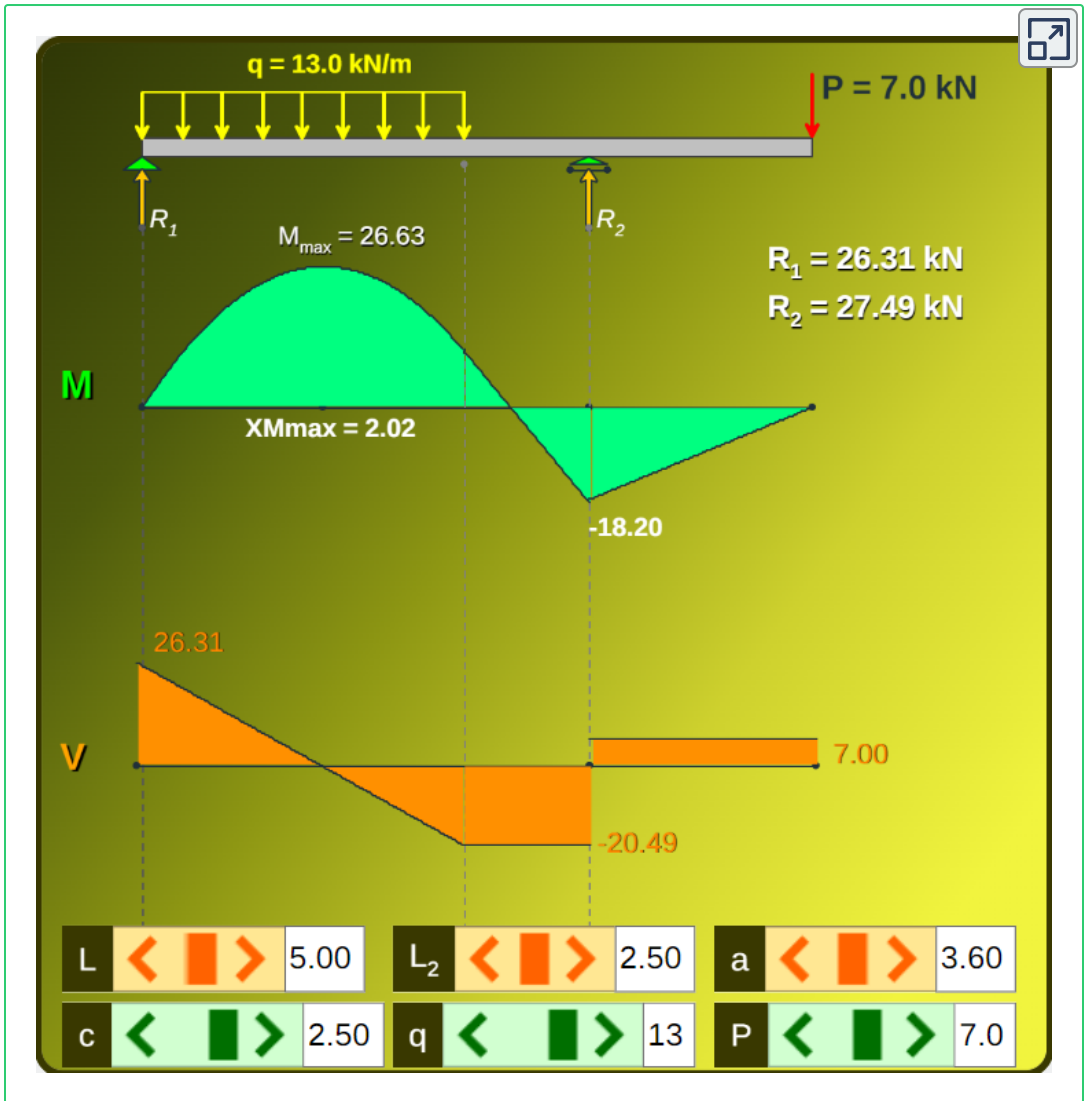 q = 13.0 kN/m
P = 7.0 kN
R1
R2
Mmax = 26.63
R1 = 26.31 kN
R2 = 27.49 kN
M
XMmax = 2.02
-18.20
26.31
V
7.00
-20.49
L 5.00 L2 2.50 a 3.60
c 2.50 q 13 P 7.0